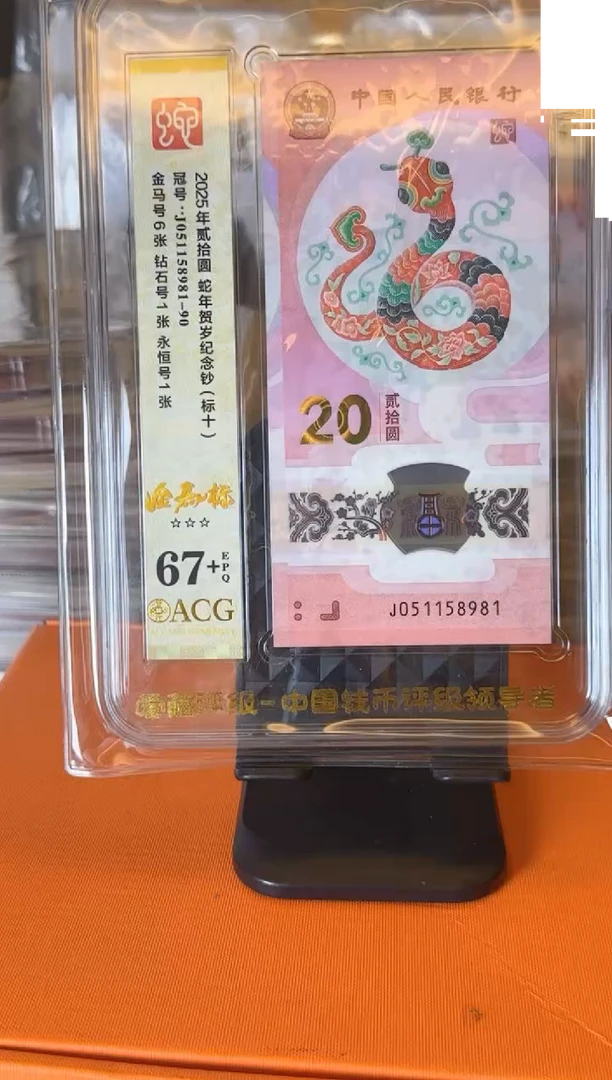 2025年贰拾圆 蛇年贺岁纪念钞(标十)
冠号:J051158981-90
金马号6张 钻石号1张 永恒号1张
☆☆☆
67+
EPQ
ACG
中国人民银行
20
贰拾圆
J051158981
评级-中国钱币评级领导者